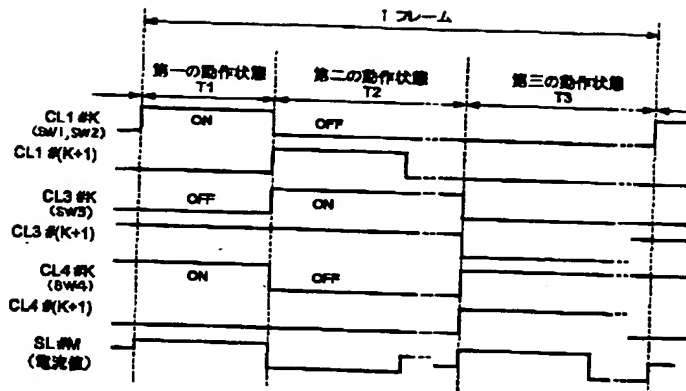 1 フレーム
第一の動作状態 第二の動作状態 第三の動作状態
T1 T2 T3
CL1 #K ON OFF
(SW1,SW2)
CL1 #(K+1)
CL3 #K OFF ON
(SW3)
CL3 #(K+1)
CL4 #K ON OFF
(SW4)
CL4 #(K+1)
SL #M
(電流値)